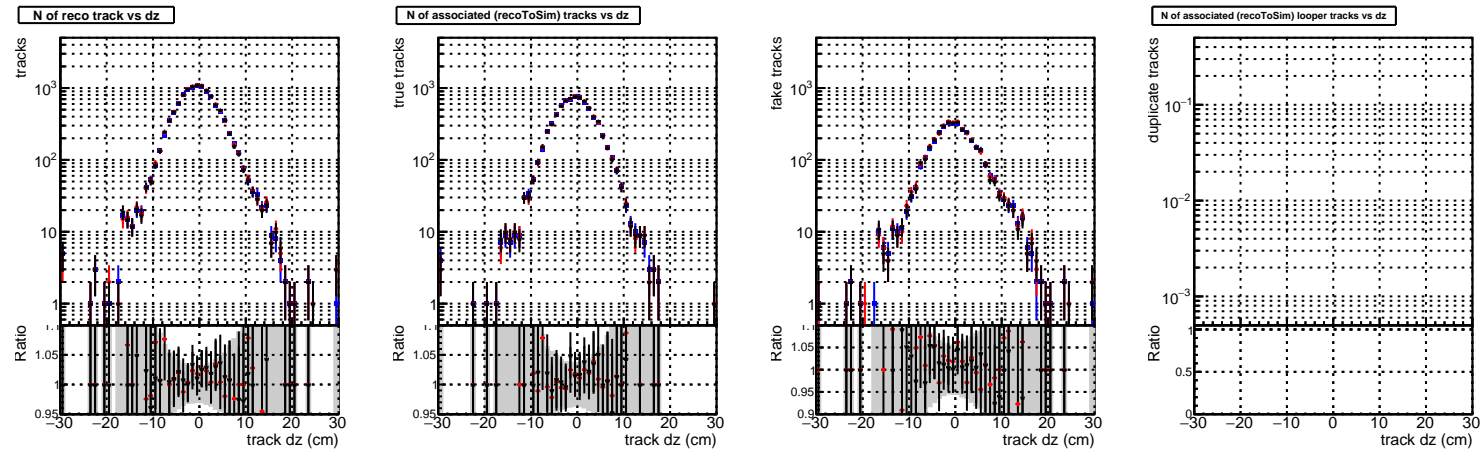 N of reco track vs dz
tracks
10³
10²
10
1
Ratio
1.05
1
0.95
−30 −20 −10 0 10 20 30
track dz (cm)
N of associated (recoToSim) tracks vs dz
true tracks
10³
10²
10
1
Ratio
1.05
1
0.95
−30 −20 −10 0 10 20 30
track dz (cm)
fake tracks
10³
10²
10
1
Ratio
1.1
1.05
1
0.95
0.9
−30 −20 −10 0 10 20 30
track dz (cm)
N of associated (recoToSim) looper tracks vs dz
duplicate tracks
10⁻¹
10⁻²
10⁻³
Ratio
1
0.5
0
−30 −20 −10 0 10 20 30
track dz (cm)